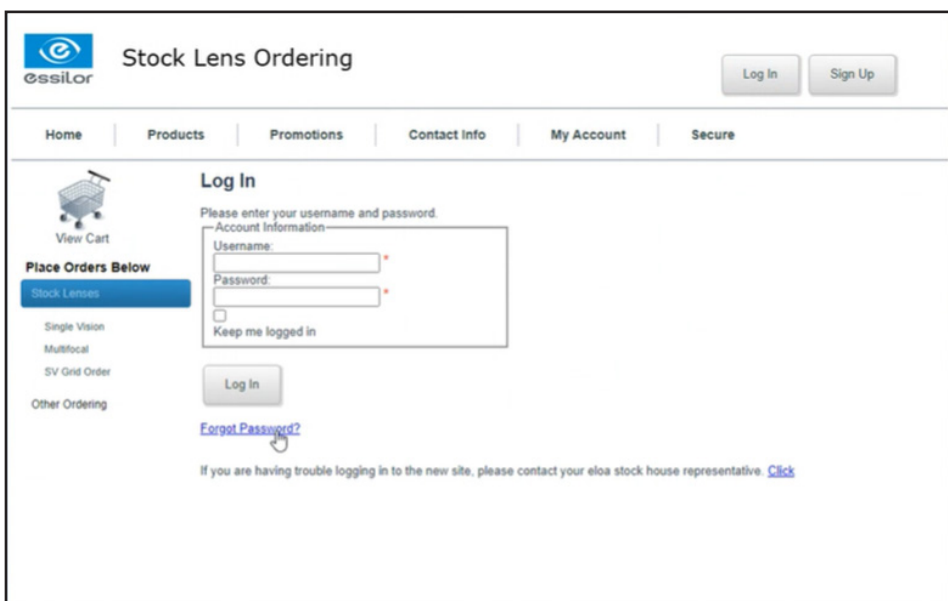 essilor
Stock Lens Ordering
Log In
Sign Up
Home
Products
Promotions
Contact Info
My Account
Secure
View Cart
Place Orders Below
Stock Lenses
Single Vision
Multifocal
SV Grid Order
Other Ordering
Log In
Please enter your username and password.
Account Information
Username:
*
Password:
*
Keep me logged in
Log In
Forgot Password?
If you are having trouble logging in to the new site, please contact your eloa stock house representative. Click